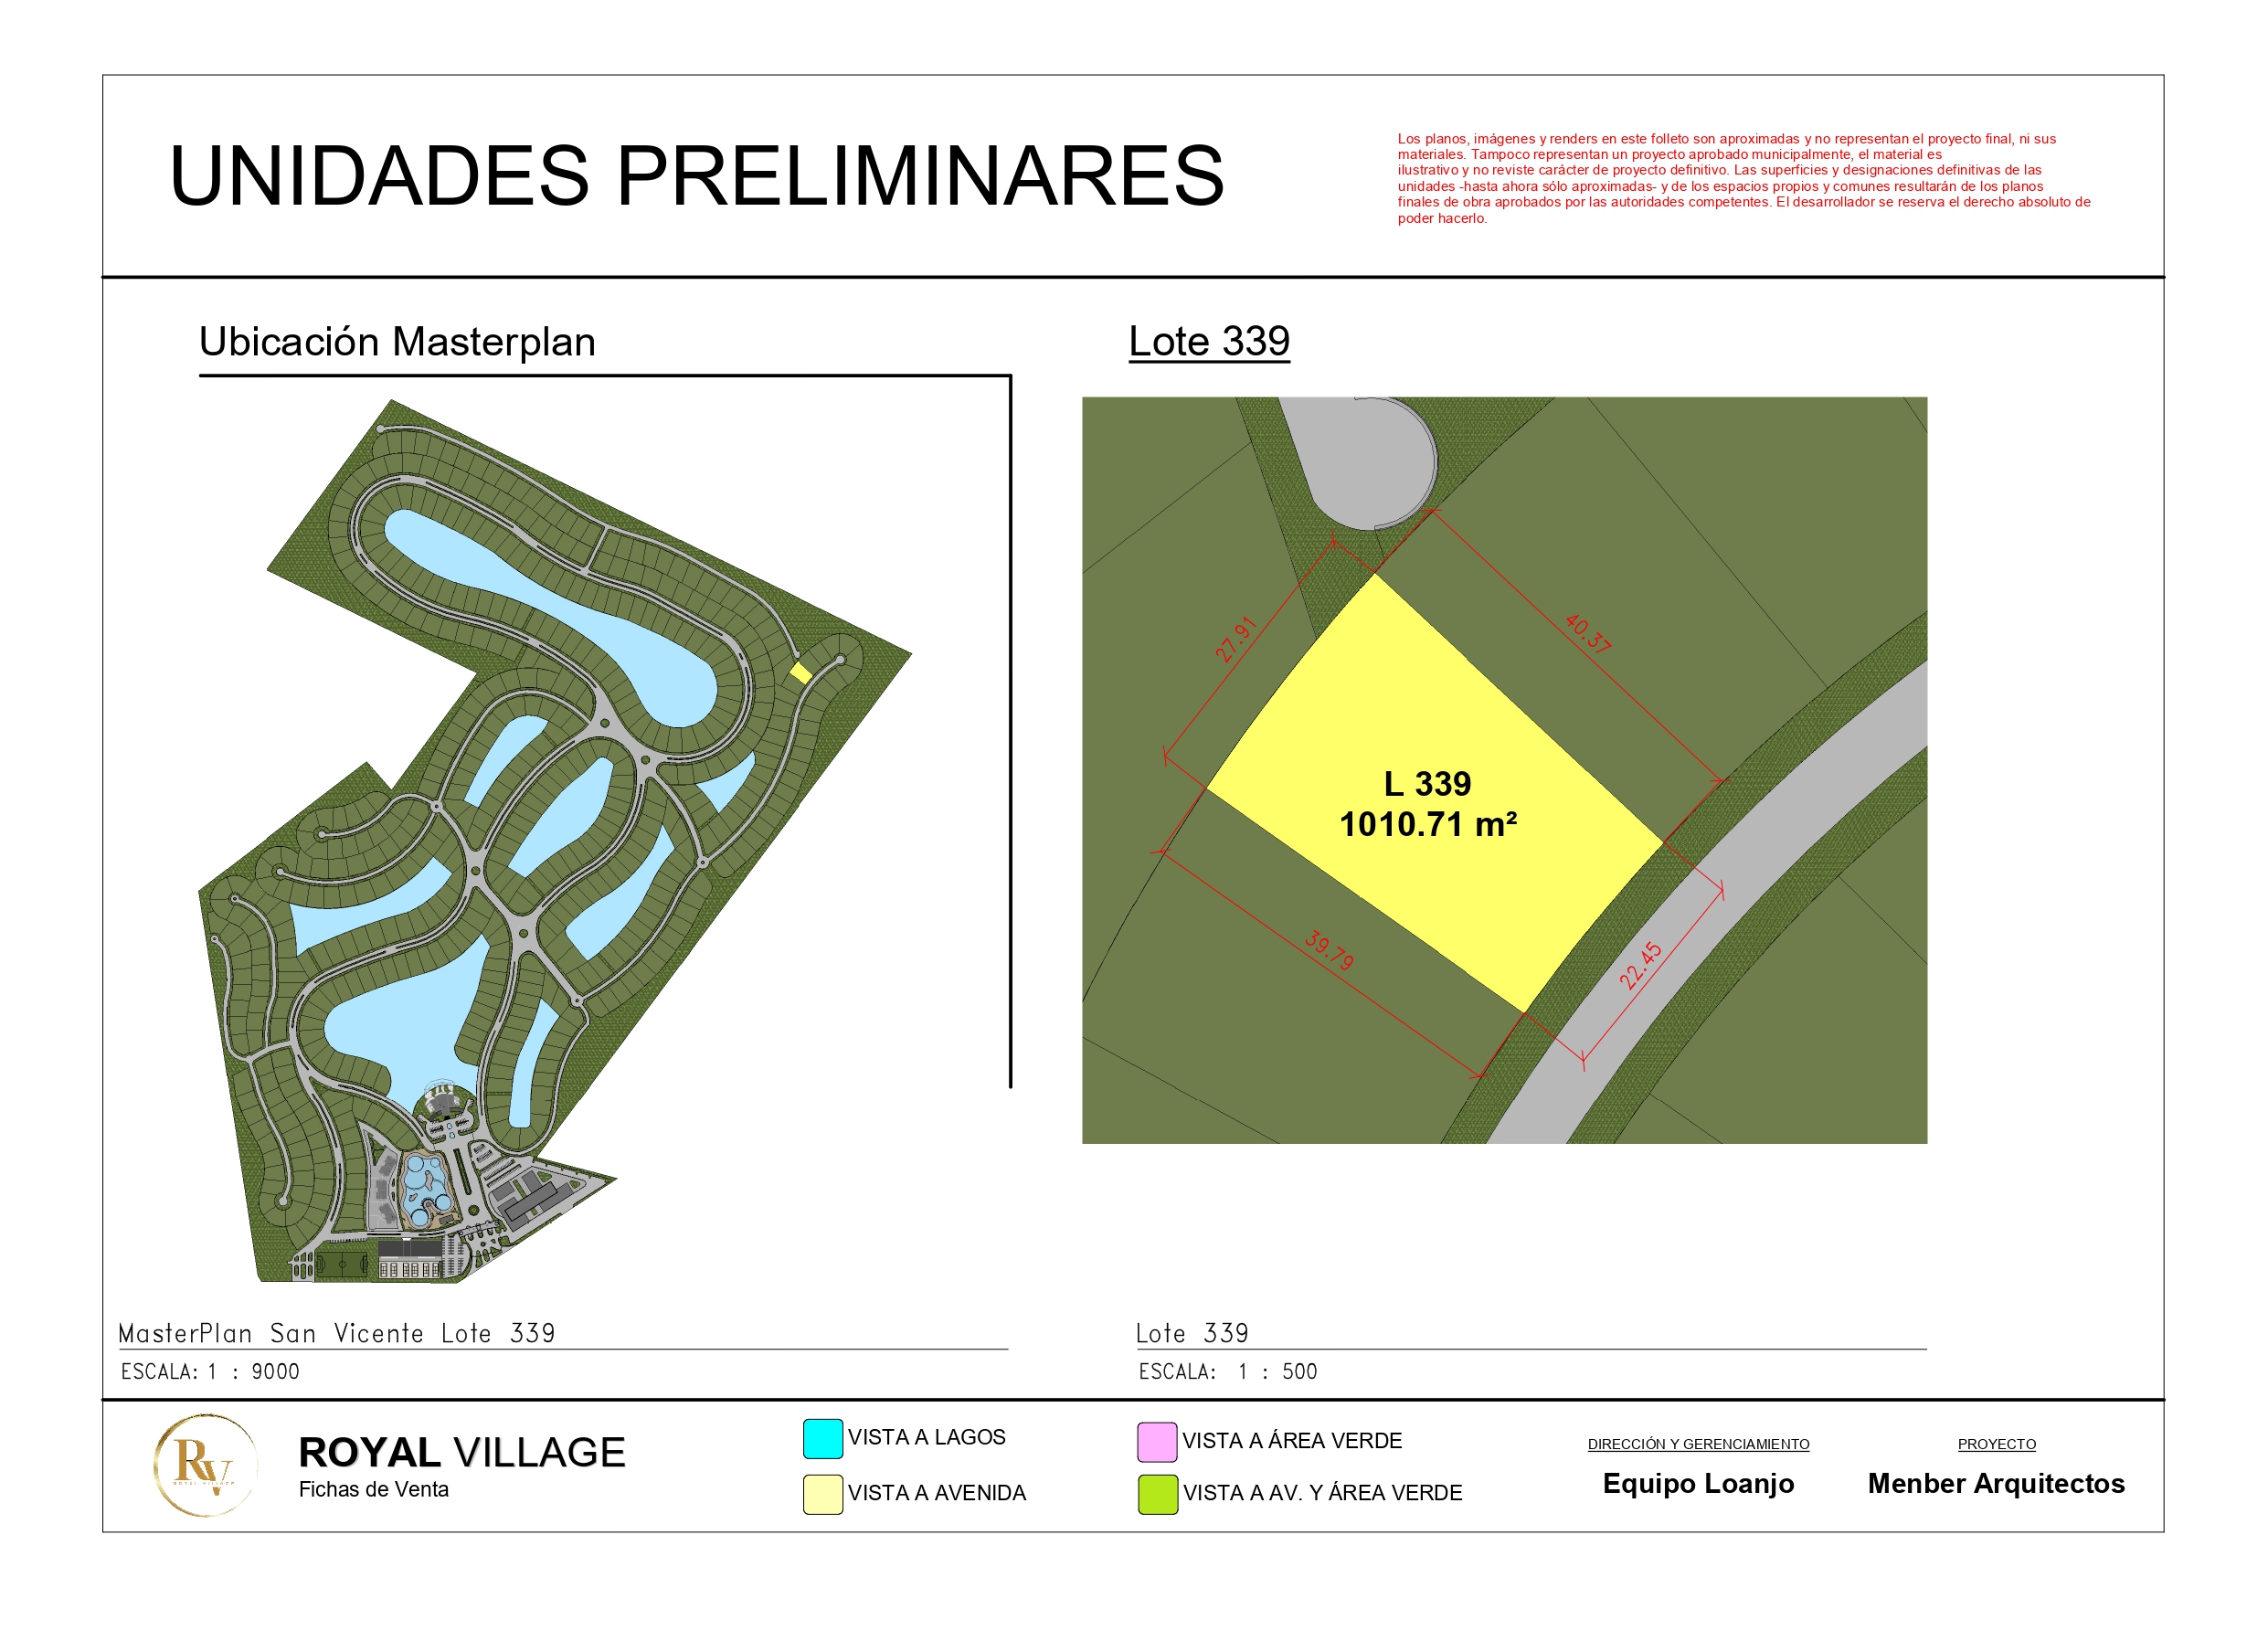 UNIDADES PRELIMINARES
Los planos, imágenes y renders en este folleto son aproximadas y no representan el proyecto final, ni sus
materiales. Tampoco representan un proyecto aprobado municipalmente, el material es
ilustrativo y no reviste carácter de proyecto definitivo. Las superficies y designaciones definitivas de las
unidades -hasta ahora sólo aproximadas- y de los espacios propios y comunes resultarán de los planos
finales de obra aprobados por las autoridades competentes. El desarrollador se reserva el derecho absoluto de
poder hacerlo.
Ubicación Masterplan
Lote 339
27.91
40.37
L 339
1010.71 m²
39.79
22.45
MasterPlan San Vicente Lote 339
ESCALA: 1 : 9000
Lote 339
ESCALA: 1 : 500
RV
ROYAL VILLAGE
ROYAL VILLAGE
Fichas de Venta
VISTA A LAGOS
VISTA A AVENIDA
VISTA A ÁREA VERDE
VISTA A AV. Y ÁREA VERDE
DIRECCIÓN Y GERENCIAMIENTO
Equipo Loanjo
PROYECTO
Menber Arquitectos